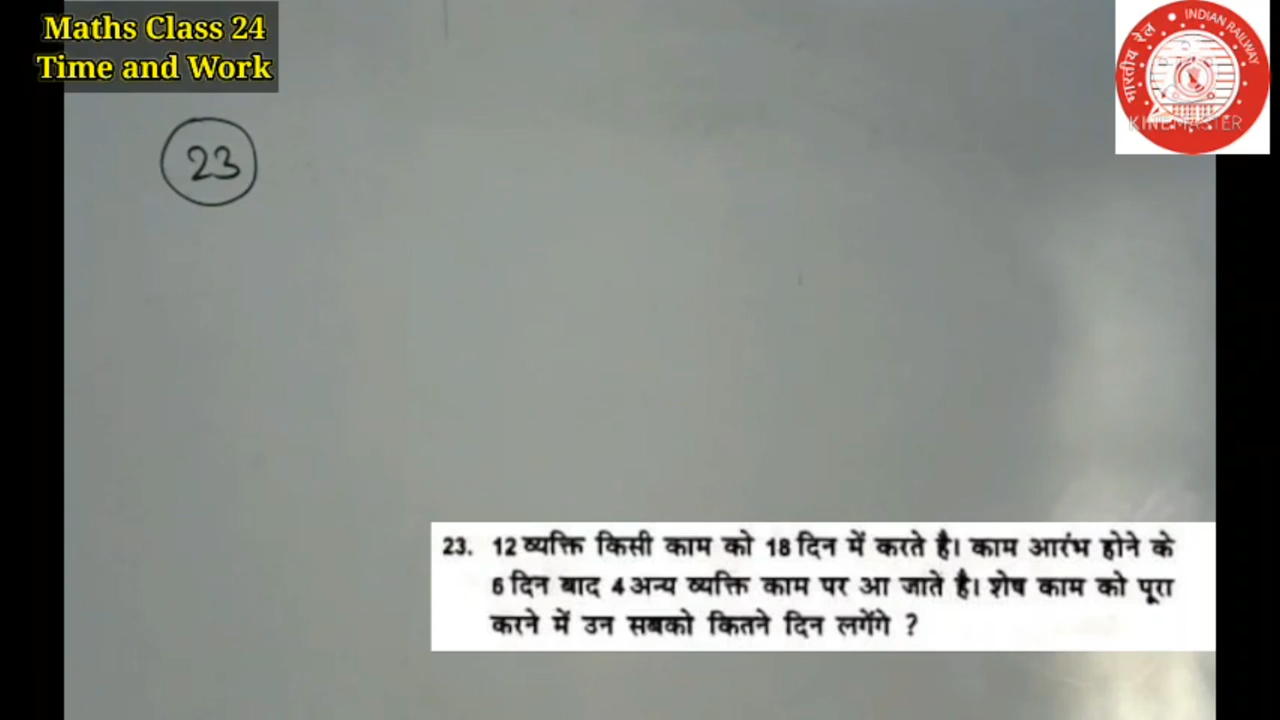 Maths Class 24
Time and Work
भारतीय रेल
INDIAN RAILWAY
KINEMASTER
23
23. 12 व्यक्ति किसी काम को 18 दिन में करते है। काम आरंभ होने के
6 दिन बाद 4 अन्य व्यक्ति काम पर आ जाते है। शेष काम को पूरा
करने में उन सबको कितने दिन लगेंगे ?